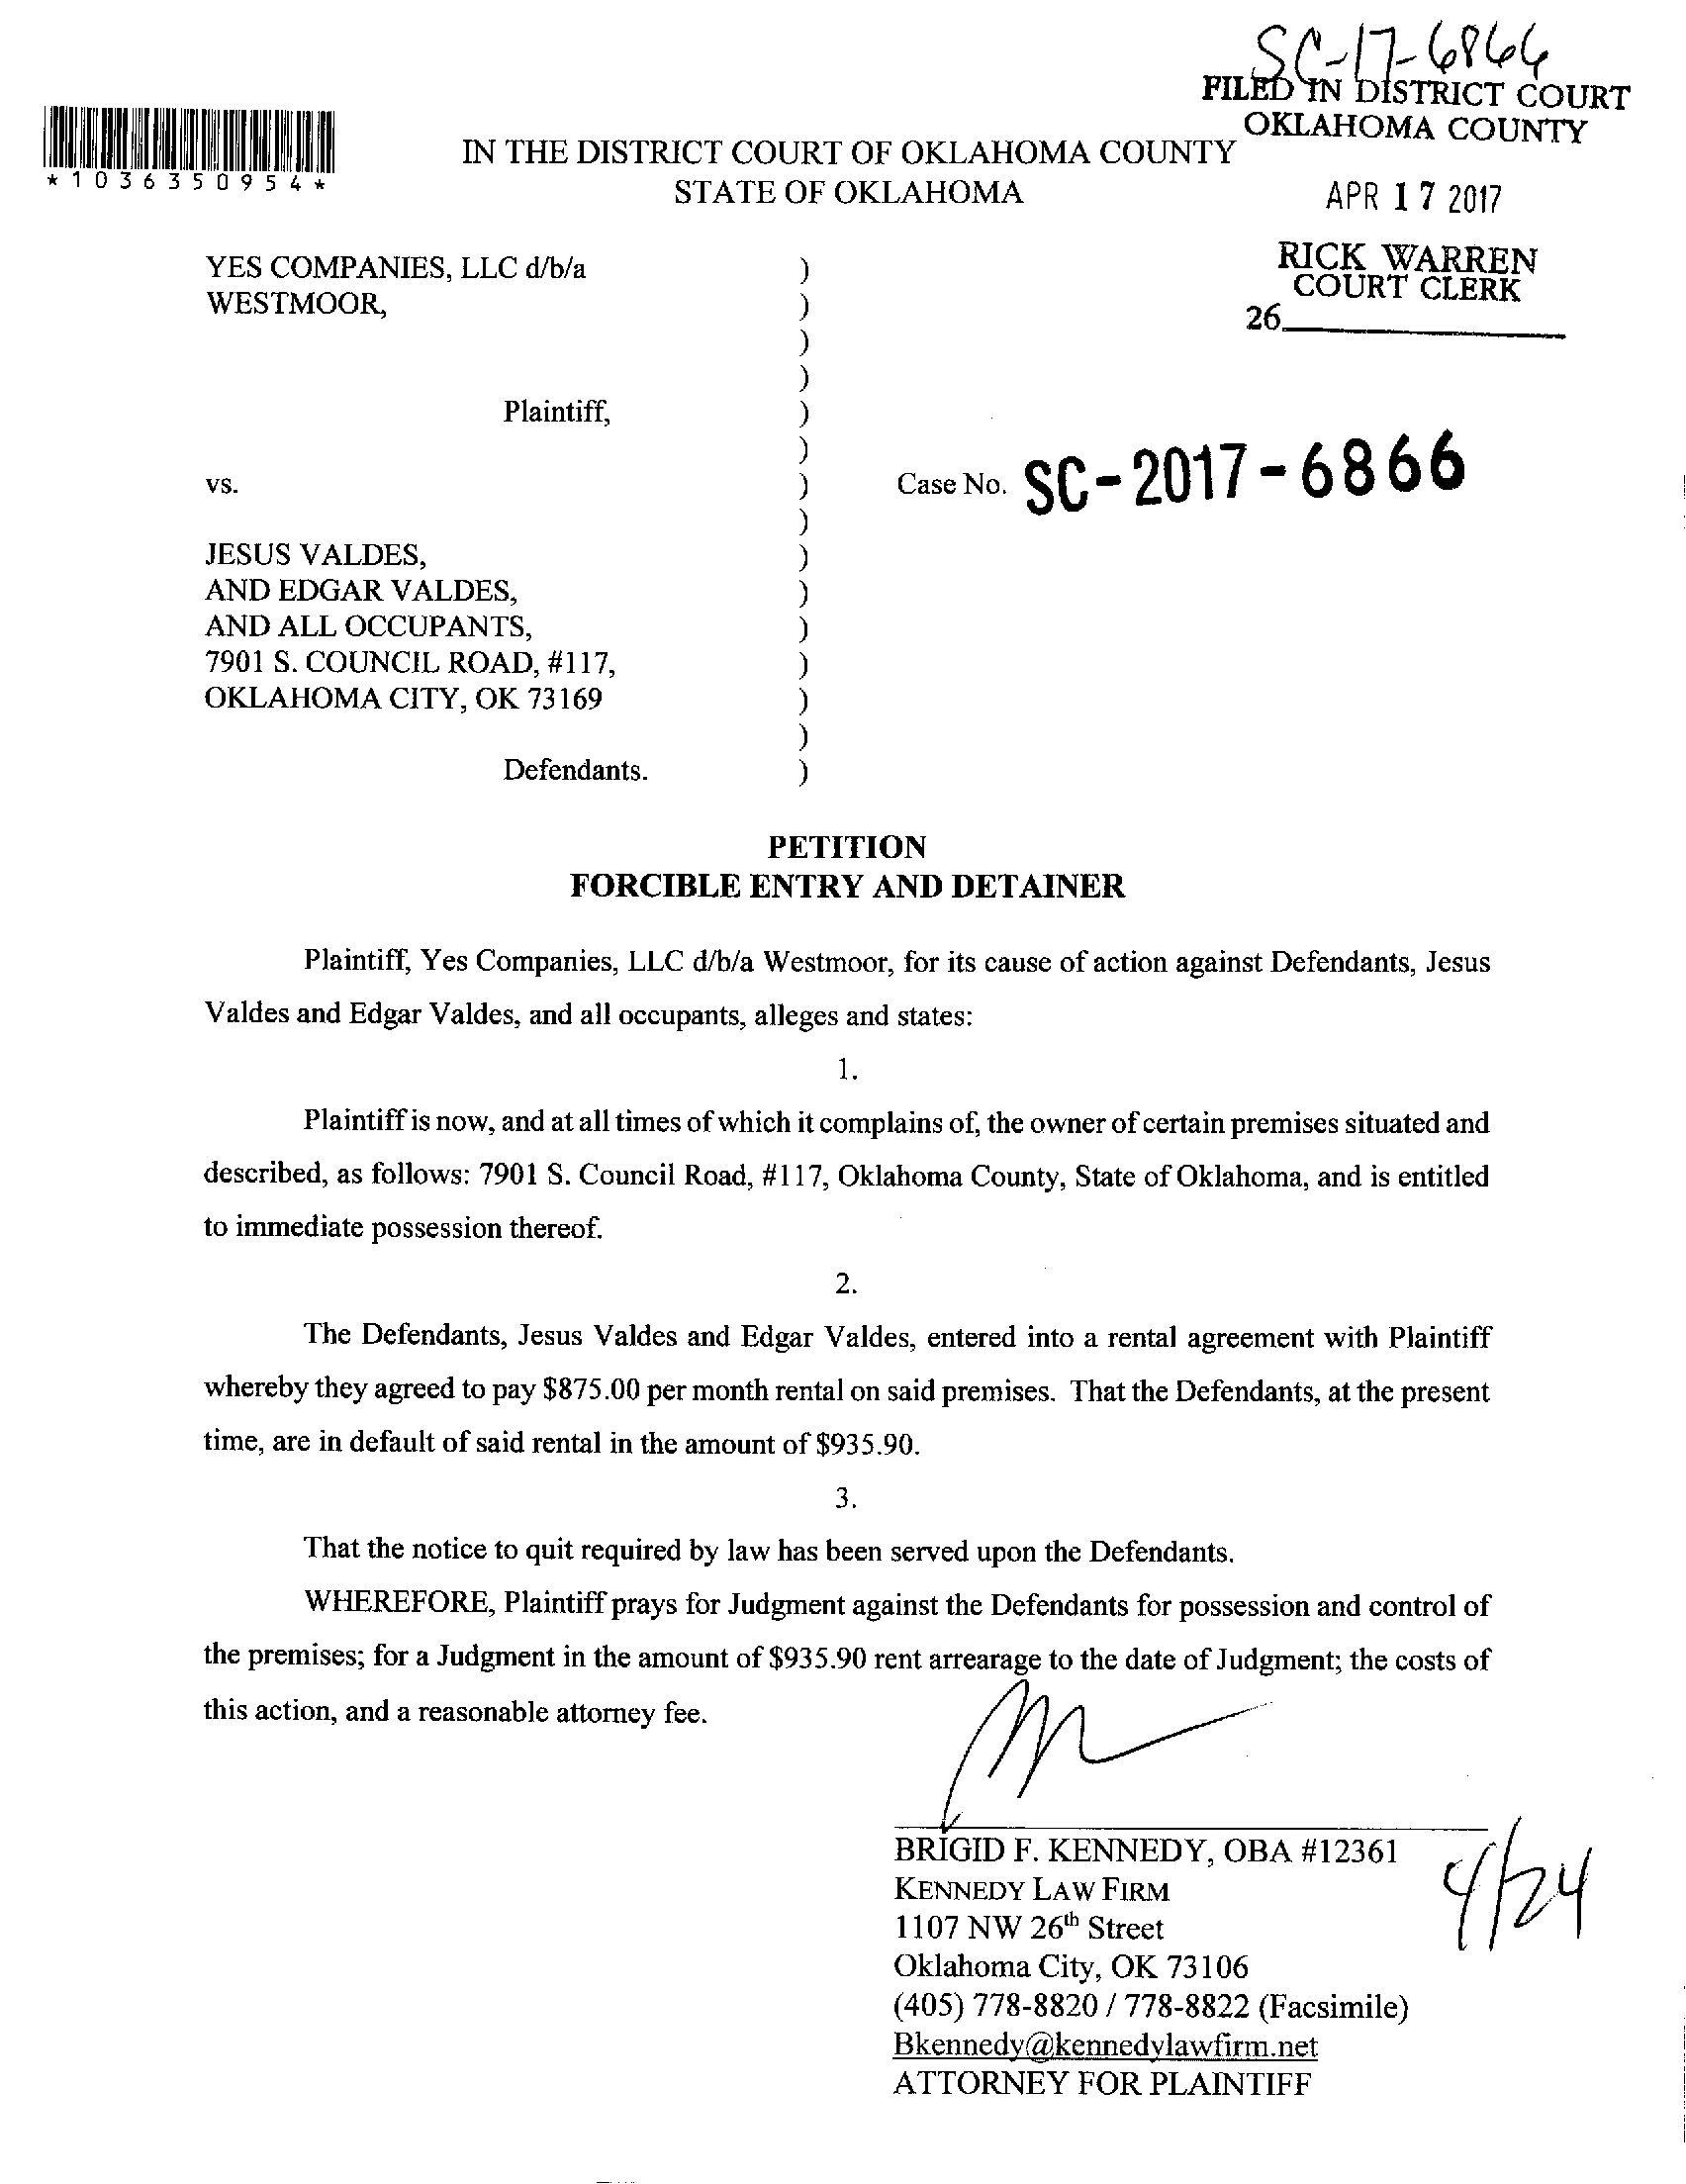 SC-17-6866
FILED IN DISTRICT COURT
OKLAHOMA COUNTY
*1036350954*
IN THE DISTRICT COURT OF OKLAHOMA COUNTY
STATE OF OKLAHOMA
APR 17 2017
RICK WARREN
COURT CLERK
26
YES COMPANIES, LLC d/b/a )
WESTMOOR, )
)
)
Plaintiff, )
)
vs. ) Case No. SC-2017-6866
)
JESUS VALDES, )
AND EDGAR VALDES, )
AND ALL OCCUPANTS, )
7901 S. COUNCIL ROAD, #117, )
OKLAHOMA CITY, OK 73169 )
)
Defendants. )
PETITION
FORCIBLE ENTRY AND DETAINER
Plaintiff, Yes Companies, LLC d/b/a Westmoor, for its cause of action against Defendants, Jesus
Valdes and Edgar Valdes, and all occupants, alleges and states:
1.
Plaintiff is now, and at all times of which it complains of, the owner of certain premises situated and
described, as follows: 7901 S. Council Road, #117, Oklahoma County, State of Oklahoma, and is entitled
to immediate possession thereof.
2.
The Defendants, Jesus Valdes and Edgar Valdes, entered into a rental agreement with Plaintiff
whereby they agreed to pay $875.00 per month rental on said premises. That the Defendants, at the present
time, are in default of said rental in the amount of $935.90.
3.
That the notice to quit required by law has been served upon the Defendants.
WHEREFORE, Plaintiff prays for Judgment against the Defendants for possession and control of
the premises; for a Judgment in the amount of $935.90 rent arrearage to the date of Judgment; the costs of
this action, and a reasonable attorney fee.
BRIGID F. KENNEDY, OBA #12361
KENNEDY LAW FIRM
1107 NW 26th Street
Oklahoma City, OK 73106
(405) 778-8820 / 778-8822 (Facsimile)
Bkennedy@kennedylawfirm.net
ATTORNEY FOR PLAINTIFF
4/24